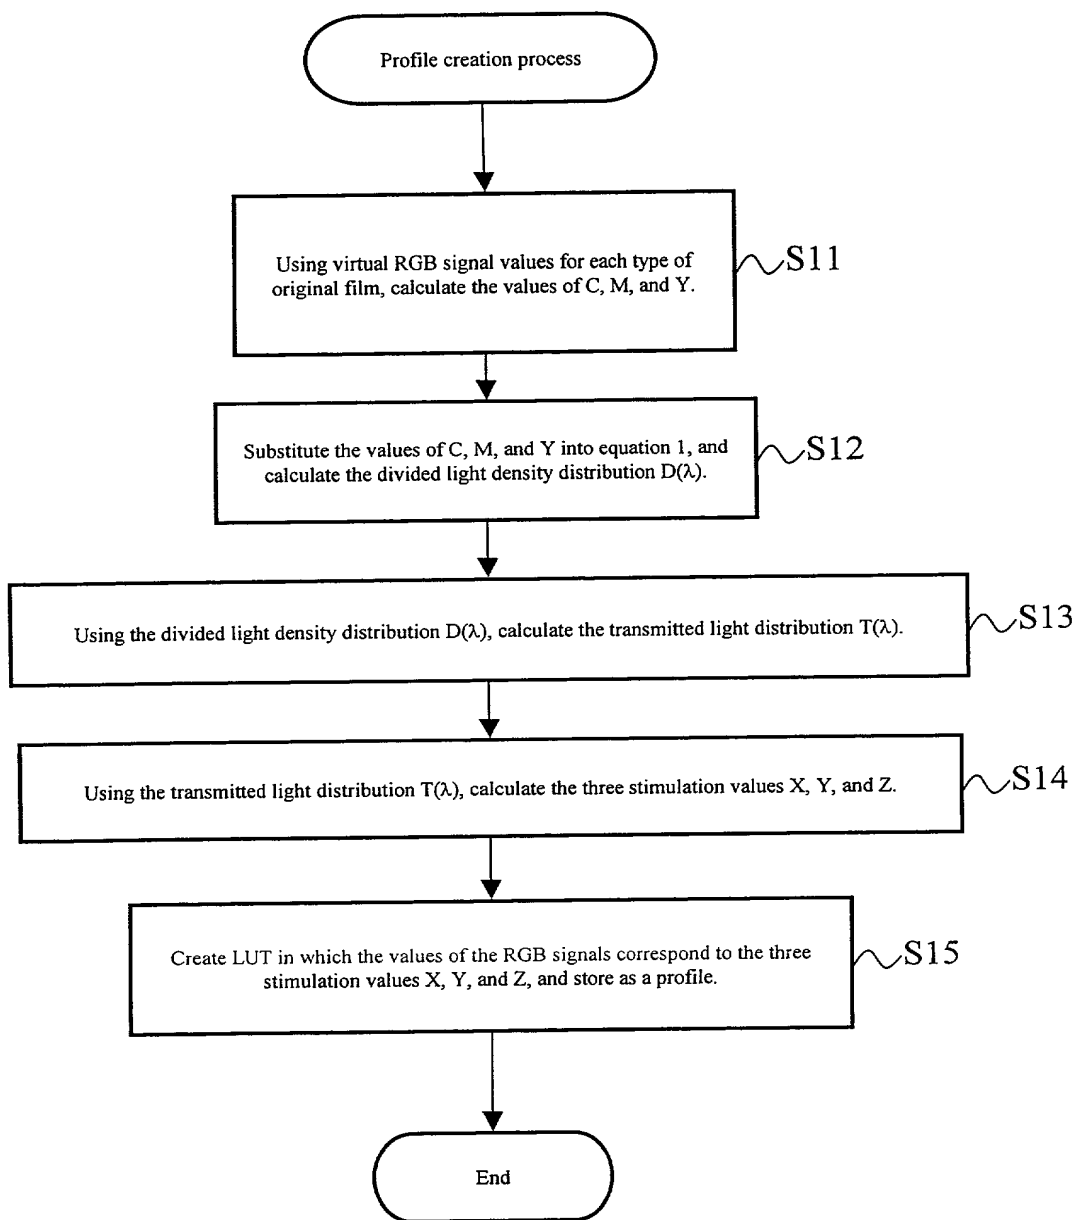 Profile creation process
Using virtual RGB signal values for each type of
original film, calculate the values of C, M, and Y.
S11
Substitute the values of C, M, and Y into equation 1, and
calculate the divided light density distribution D(λ).
S12
Using the divided light density distribution D(λ), calculate the transmitted light distribution T(λ).
S13
Using the transmitted light distribution T(λ), calculate the three stimulation values X, Y, and Z.
S14
Create LUT in which the values of the RGB signals correspond to the three
stimulation values X, Y, and Z, and store as a profile.
S15
End